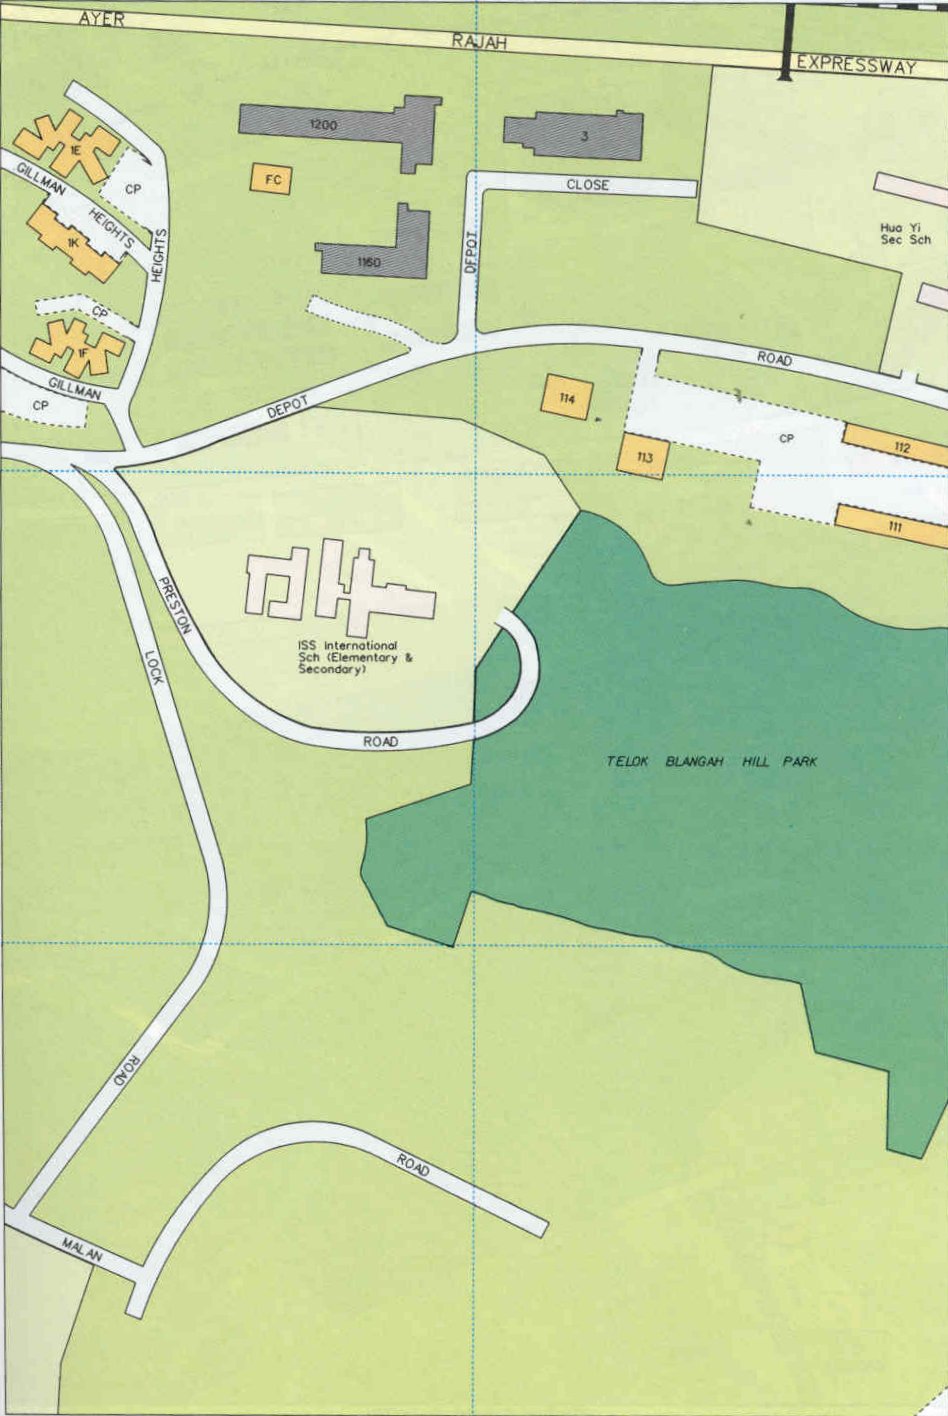 AYER
RAJAH
EXPRESSWAY
1200
3
1E
CP
FC
CLOSE
GILLMAN
HEIGHTS
1K
HEIGHTS
DEPOT
Hua Yi
Sec Sch
1160
CP
1F
ROAD
GILLMAN
CP
DEPOT
114
CP
112
113
111
PRESTON
LOCK
ISS International
Sch (Elementary &
Secondary)
ROAD
TELOK BLANGAH HILL PARK
ROAD
ROAD
MALAN